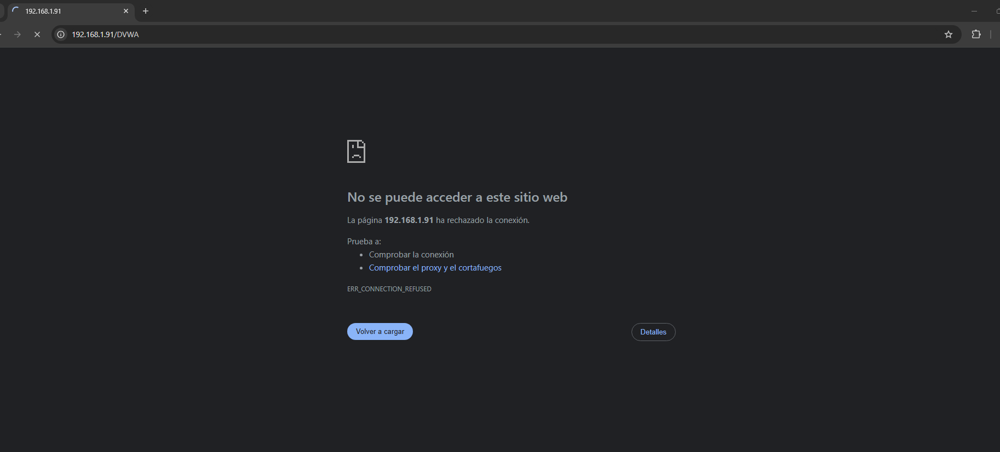 192.168.1.91
192.168.1.91/DVWA
No se puede acceder a este sitio web
La página 192.168.1.91 ha rechazado la conexión.
Prueba a:
Comprobar la conexión
Comprobar el proxy y el cortafuegos
ERR_CONNECTION_REFUSED
Volver a cargar
Detalles